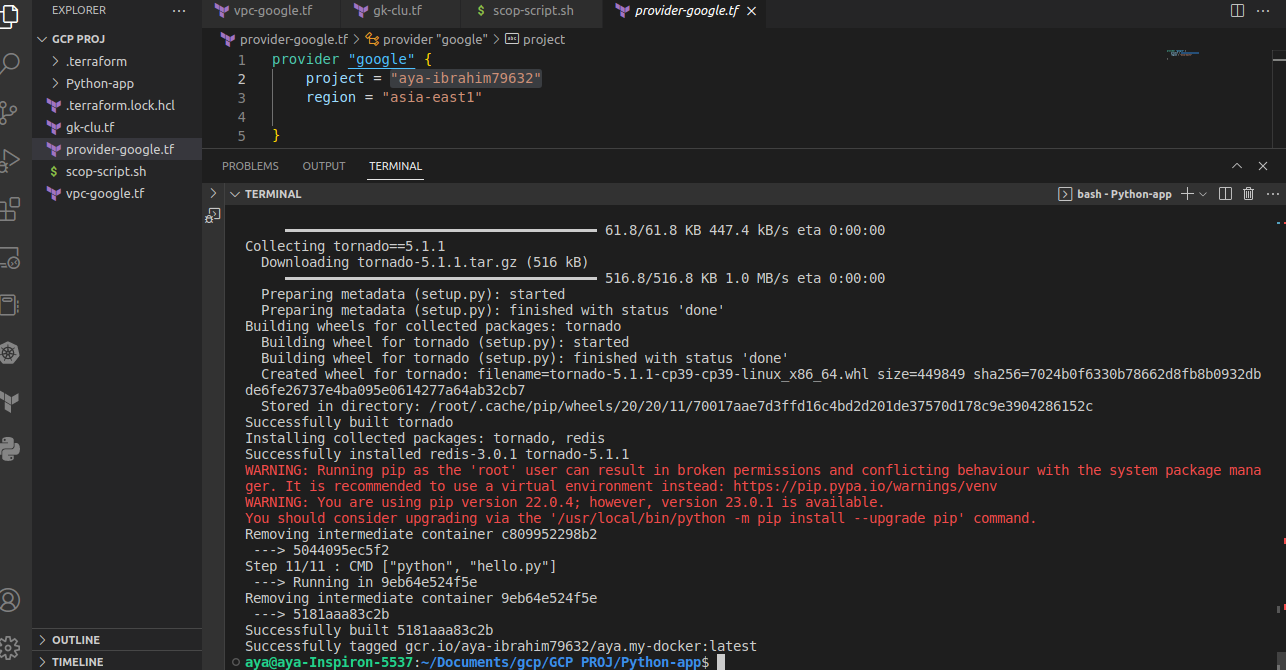 EXPLORER ...
vpc-google.tf gk-clu.tf $ scop-script.sh provider-google.tf ...
GCP PROJ
.terraform
Python-app
.terraform.lock.hcl
gk-clu.tf
provider-google.tf
$ scop-script.sh
vpc-google.tf
provider-google.tf > provider "google" > abc project
1 provider "google" {
2 project = "aya-ibrahim79632"
3 region = "asia-east1"
4
5 }
PROBLEMS OUTPUT TERMINAL
TERMINAL
bash - Python-app
61.8/61.8 KB 447.4 kB/s eta 0:00:00
Collecting tornado==5.1.1
Downloading tornado-5.1.1.tar.gz (516 kB)
516.8/516.8 KB 1.0 MB/s eta 0:00:00
Preparing metadata (setup.py): started
Preparing metadata (setup.py): finished with status 'done'
Building wheels for collected packages: tornado
Building wheel for tornado (setup.py): started
Building wheel for tornado (setup.py): finished with status 'done'
Created wheel for tornado: filename=tornado-5.1.1-cp39-cp39-linux_x86_64.whl size=449849 sha256=7024b0f6330b78662d8fb8b0932db
de6fe26737e4ba095e0614277a64ab32cb7
Stored in directory: /root/.cache/pip/wheels/20/20/11/70017aae7d3ffd16c4bd2d201de37570d178c9e3904286152c
Successfully built tornado
Installing collected packages: tornado, redis
Successfully installed redis-3.0.1 tornado-5.1.1
WARNING: Running pip as the 'root' user can result in broken permissions and conflicting behaviour with the system package mana
ger. It is recommended to use a virtual environment instead: https://pip.pypa.io/warnings/venv
WARNING: You are using pip version 22.0.4; however, version 23.0.1 is available.
You should consider upgrading via the '/usr/local/bin/python -m pip install --upgrade pip' command.
Removing intermediate container c809952298b2
---> 5044095ec5f2
Step 11/11 : CMD ["python", "hello.py"]
---> Running in 9eb64e524f5e
Removing intermediate container 9eb64e524f5e
---> 5181aaa83c2b
Successfully built 5181aaa83c2b
Successfully tagged gcr.io/aya-ibrahim79632/aya.my-docker:latest
aya@aya-Inspiron-5537:~/Documents/gcp/GCP PROJ/Python-app$
OUTLINE
TIMELINE